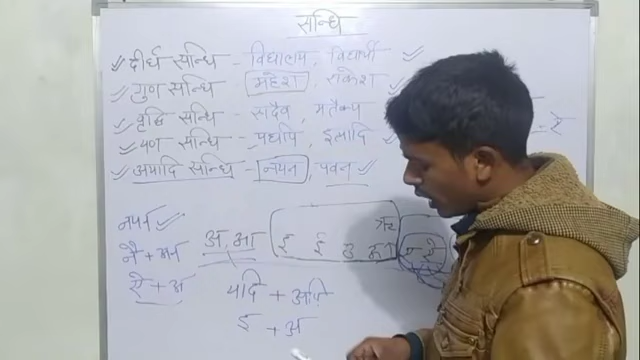 सन्धि
दीर्घ सन्धि - विद्यालय, विद्यार्थी
गुण सन्धि महेश, राकेश
वृद्धि सन्धि - सदैव, मतैक्य
यण सन्धि - यद्यपि, इत्यादि
अयादि सन्धि - नयन, पवन
नयन
नै + अन
ऐ + अ
अ, आ इ ई उ ऊ ऋ ए ऐ
यदि + अपि
इ + अ